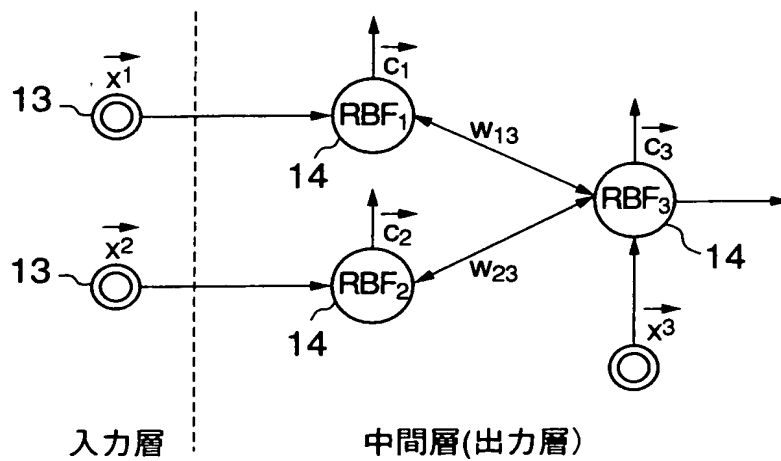 x¹
c₁
13
RBF₁
w₁₃
14
c₃
RBF₃
x²
c₂
13
RBF₂
w₂₃
14
14
x³
入力層
中間層(出力層)